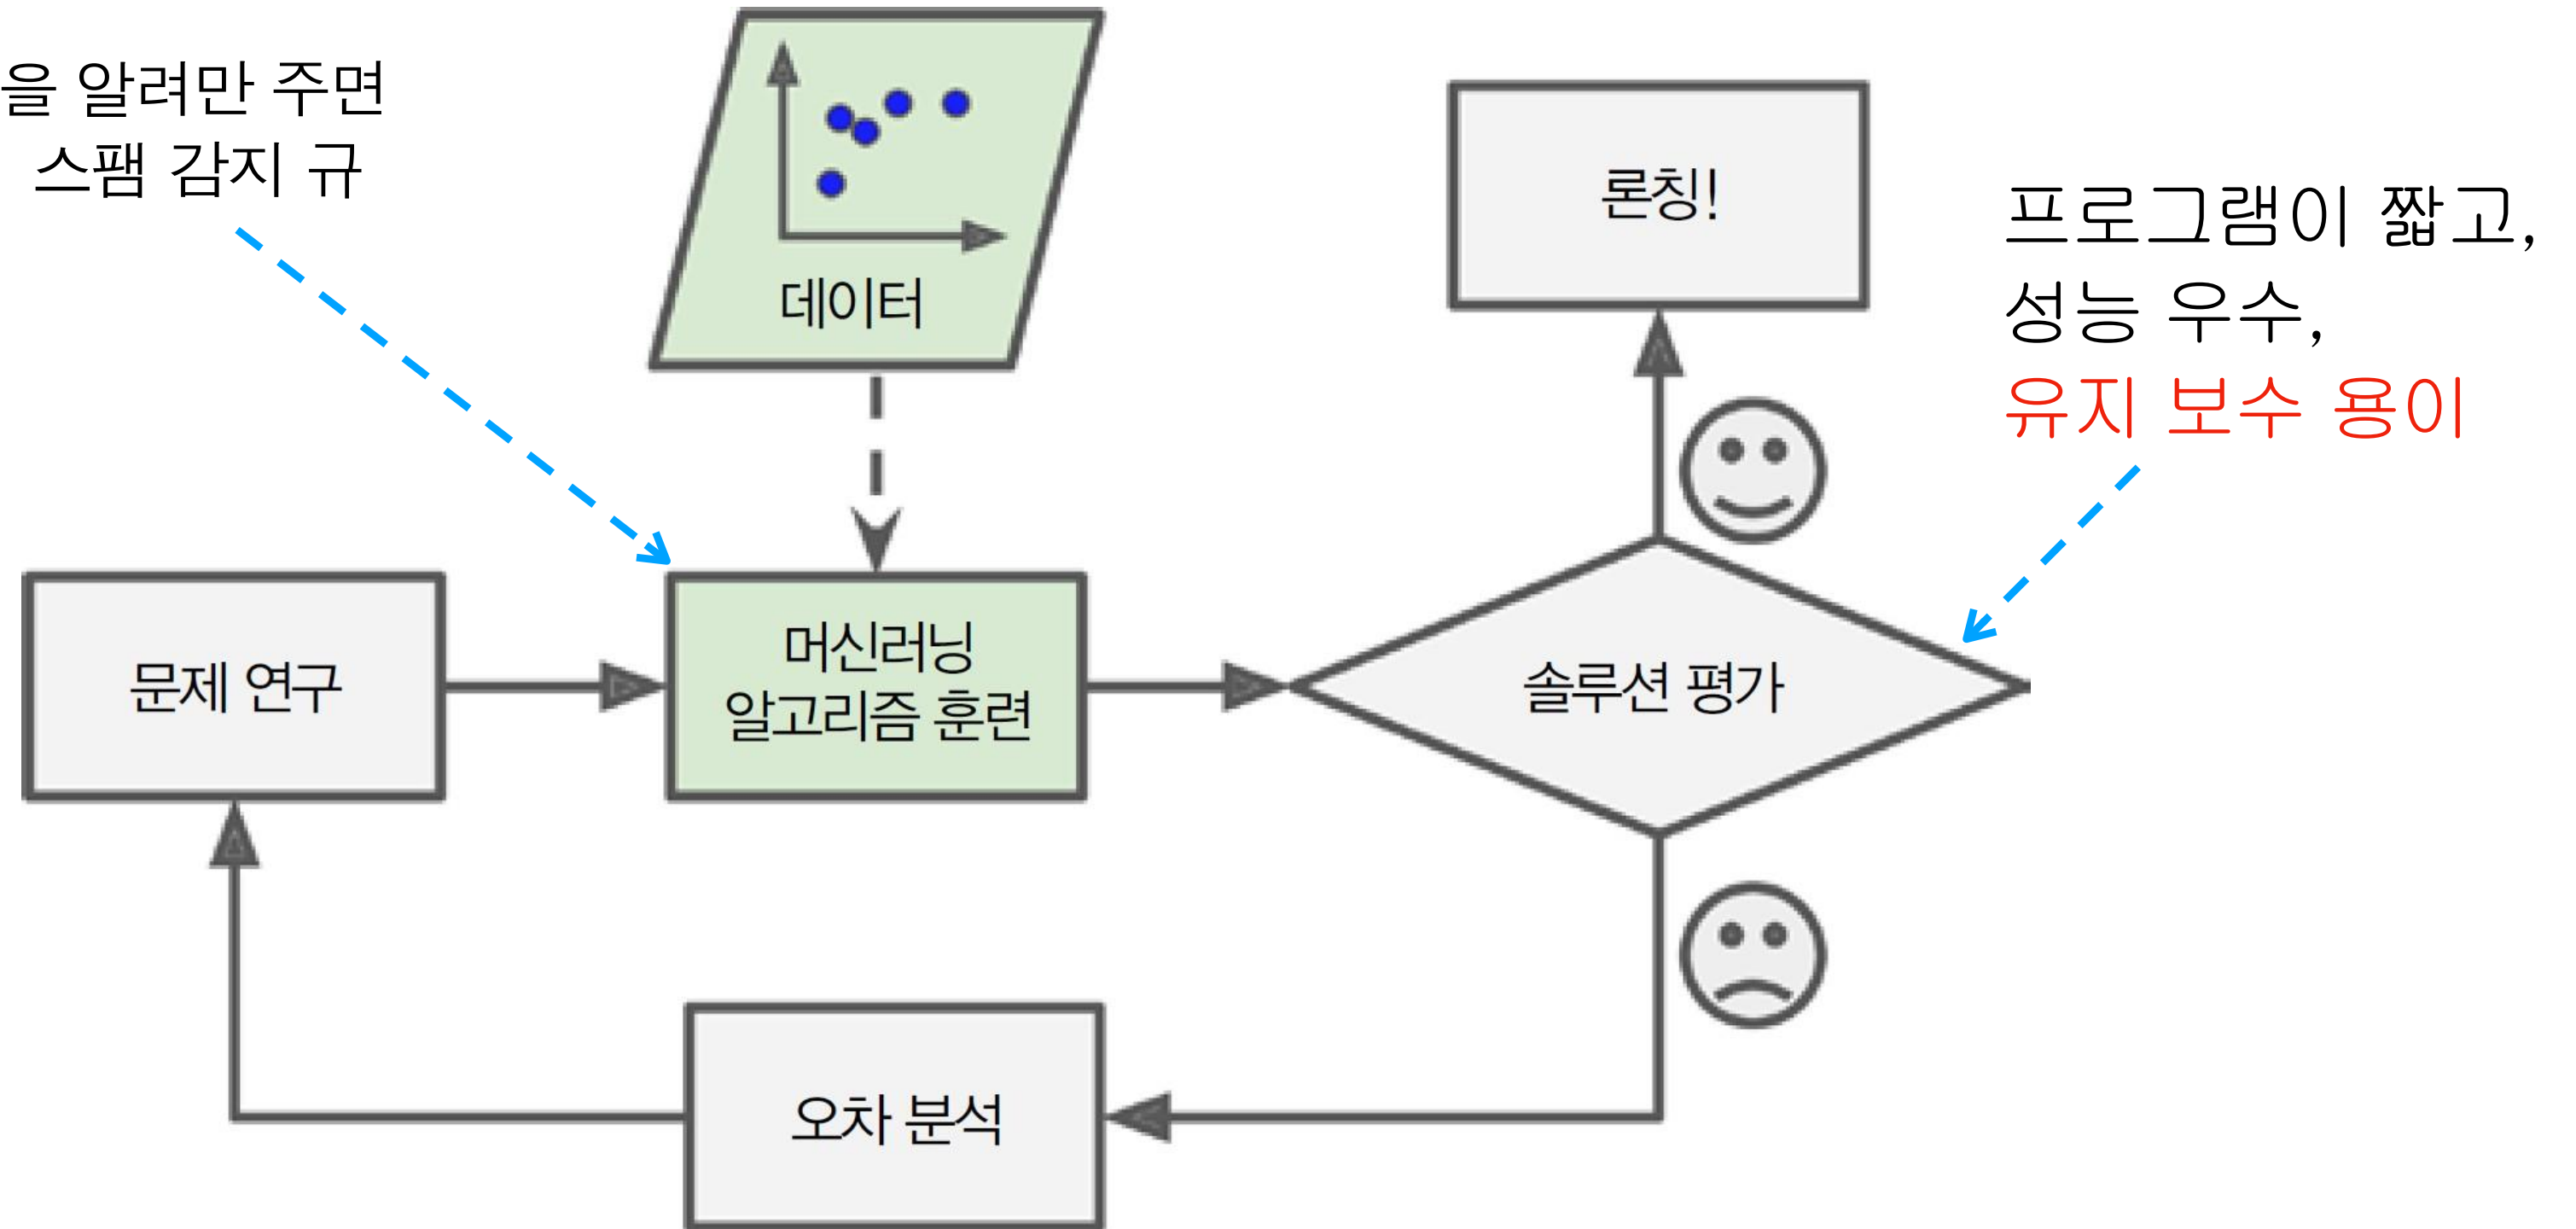 을 알려만 주면
스팸 감지 규
데이터
론칭!
프로그램이 짧고,
성능 우수,
유지 보수 용이
문제 연구
머신러닝
알고리즘 훈련
솔루션 평가
오차 분석